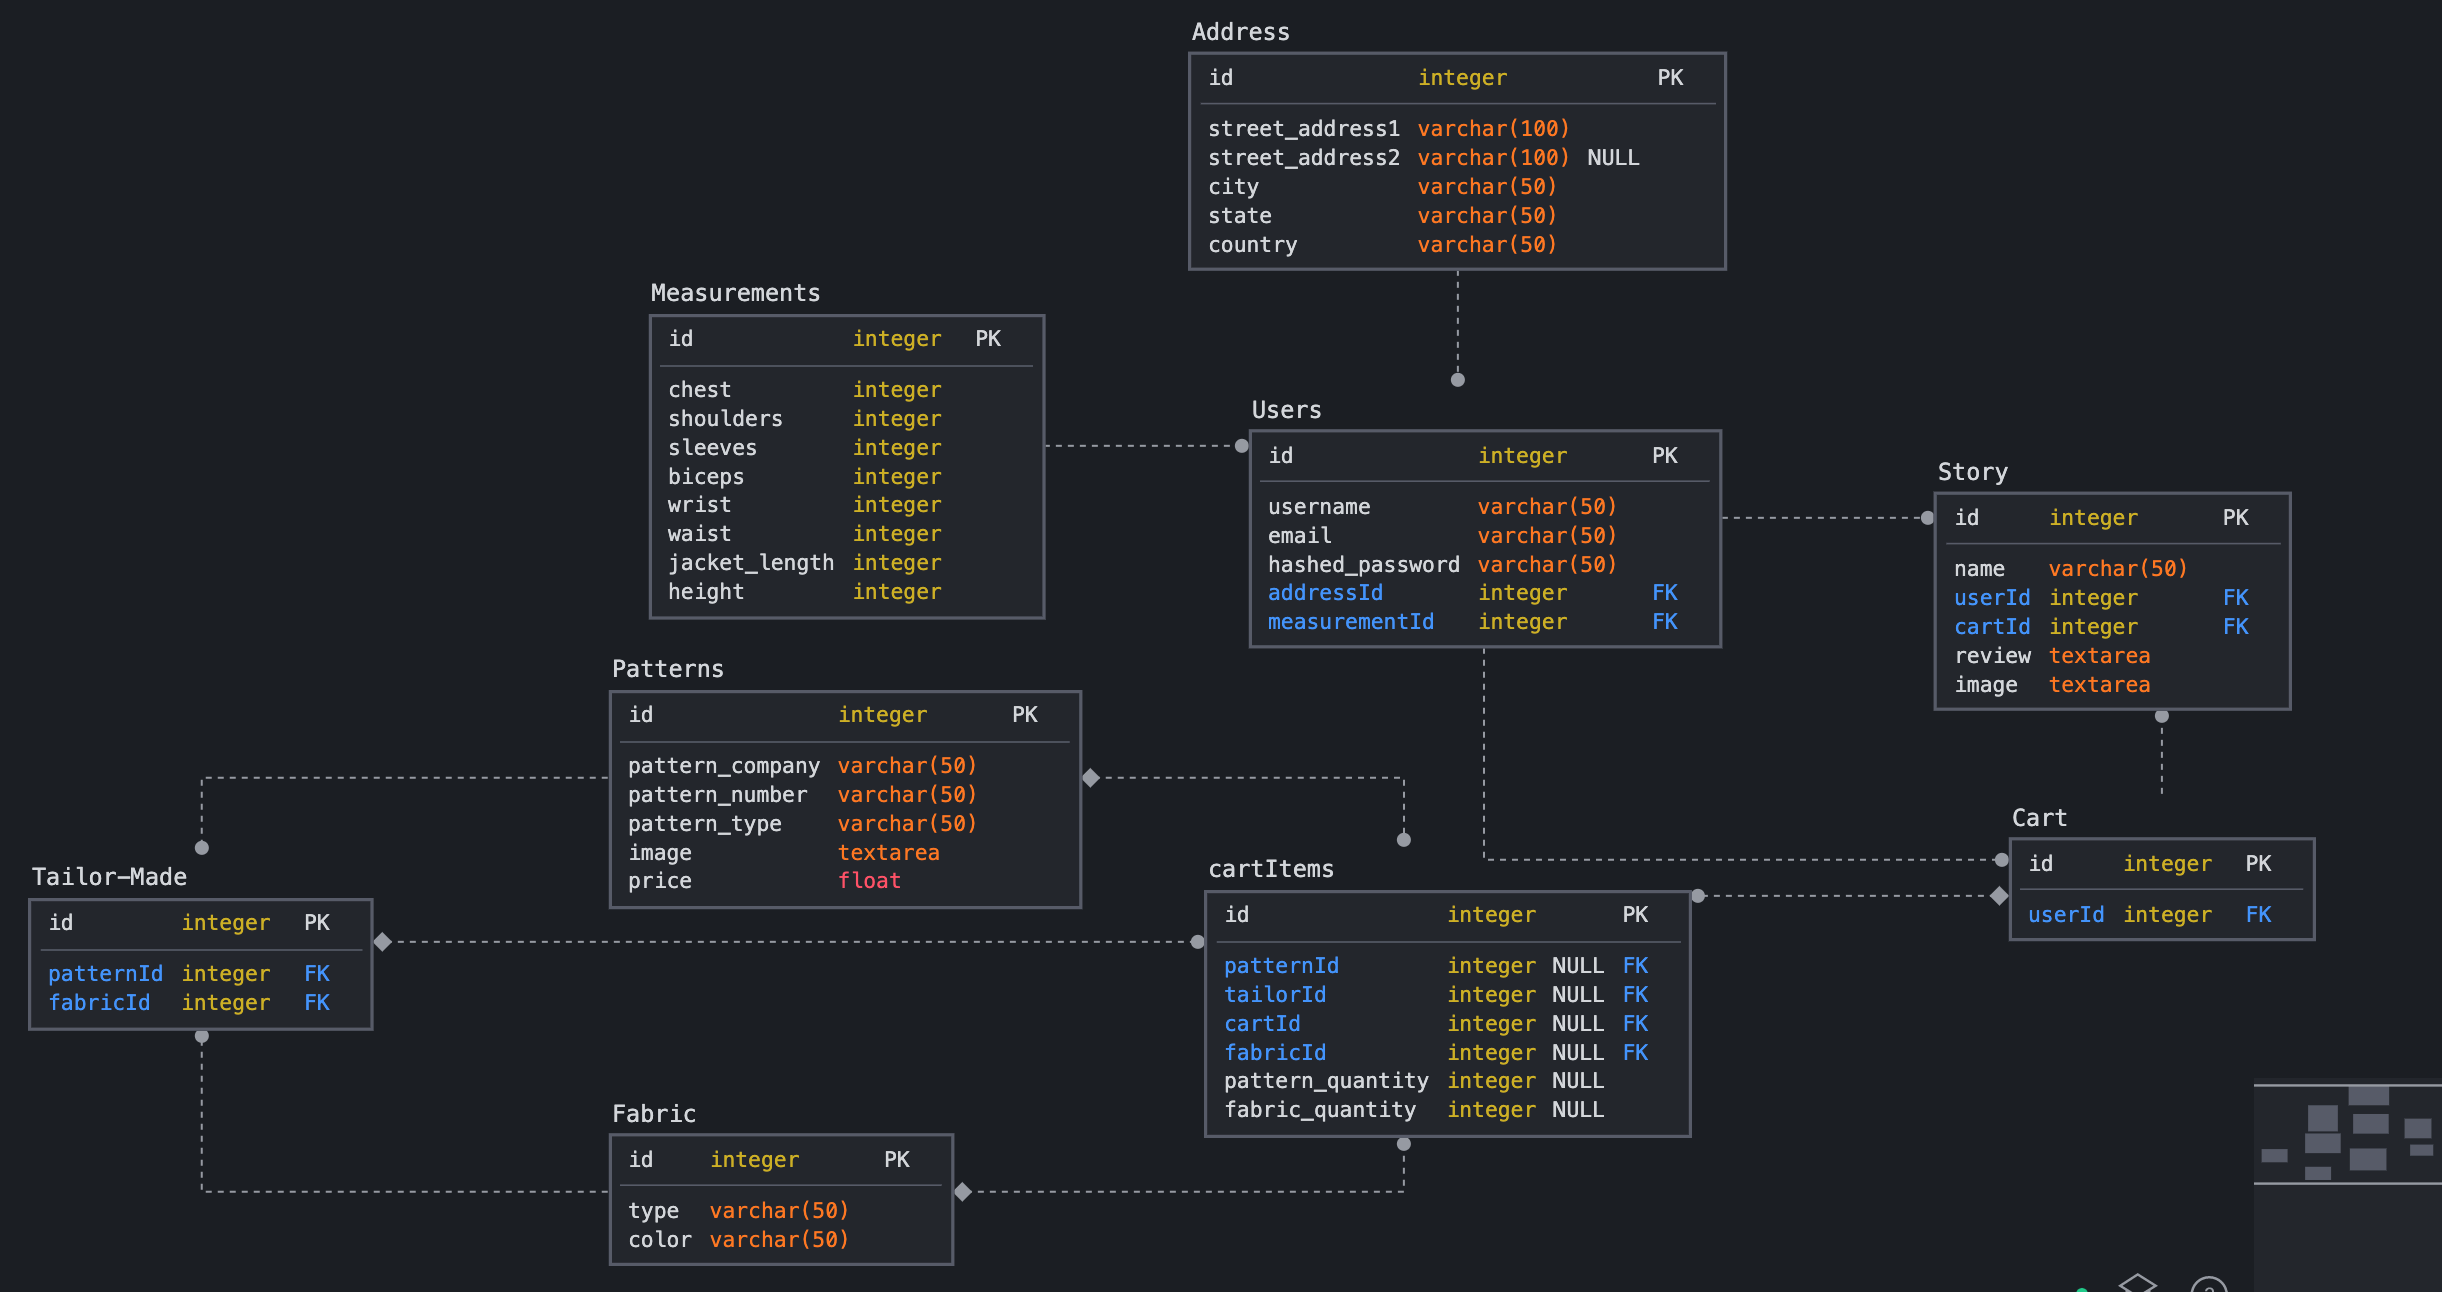 Address
id integer PK
street_address1 varchar(100)
street_address2 varchar(100) NULL
city varchar(50)
state varchar(50)
country varchar(50)
Measurements
id integer PK
chest integer
shoulders integer
sleeves integer
biceps integer
wrist integer
waist integer
jacket_length integer
height integer
Users
id integer PK
username varchar(50)
email varchar(50)
hashed_password varchar(50)
addressId integer FK
measurementId integer FK
Story
id integer PK
name varchar(50)
userId integer FK
cartId integer FK
review textarea
image textarea
Patterns
id integer PK
pattern_company varchar(50)
pattern_number varchar(50)
pattern_type varchar(50)
image textarea
price float
Cart
id integer PK
userId integer FK
Tailor-Made
id integer PK
patternId integer FK
fabricId integer FK
cartItems
id integer PK
patternId integer NULL FK
tailorId integer NULL FK
cartId integer NULL FK
fabricId integer NULL FK
pattern_quantity integer NULL
fabric_quantity integer NULL
Fabric
id integer PK
type varchar(50)
color varchar(50)